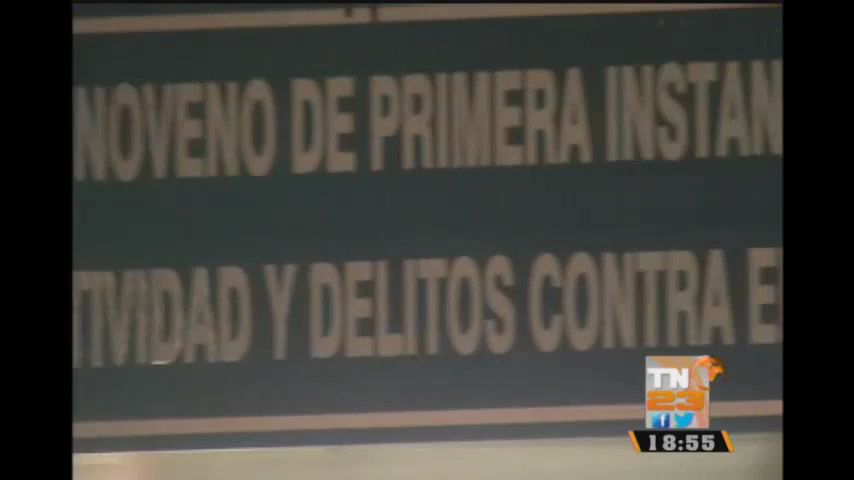 NOVENO DE PRIMERA INSTAN
TIVIDAD Y DELITOS CONTRA E
TN
23
18:55